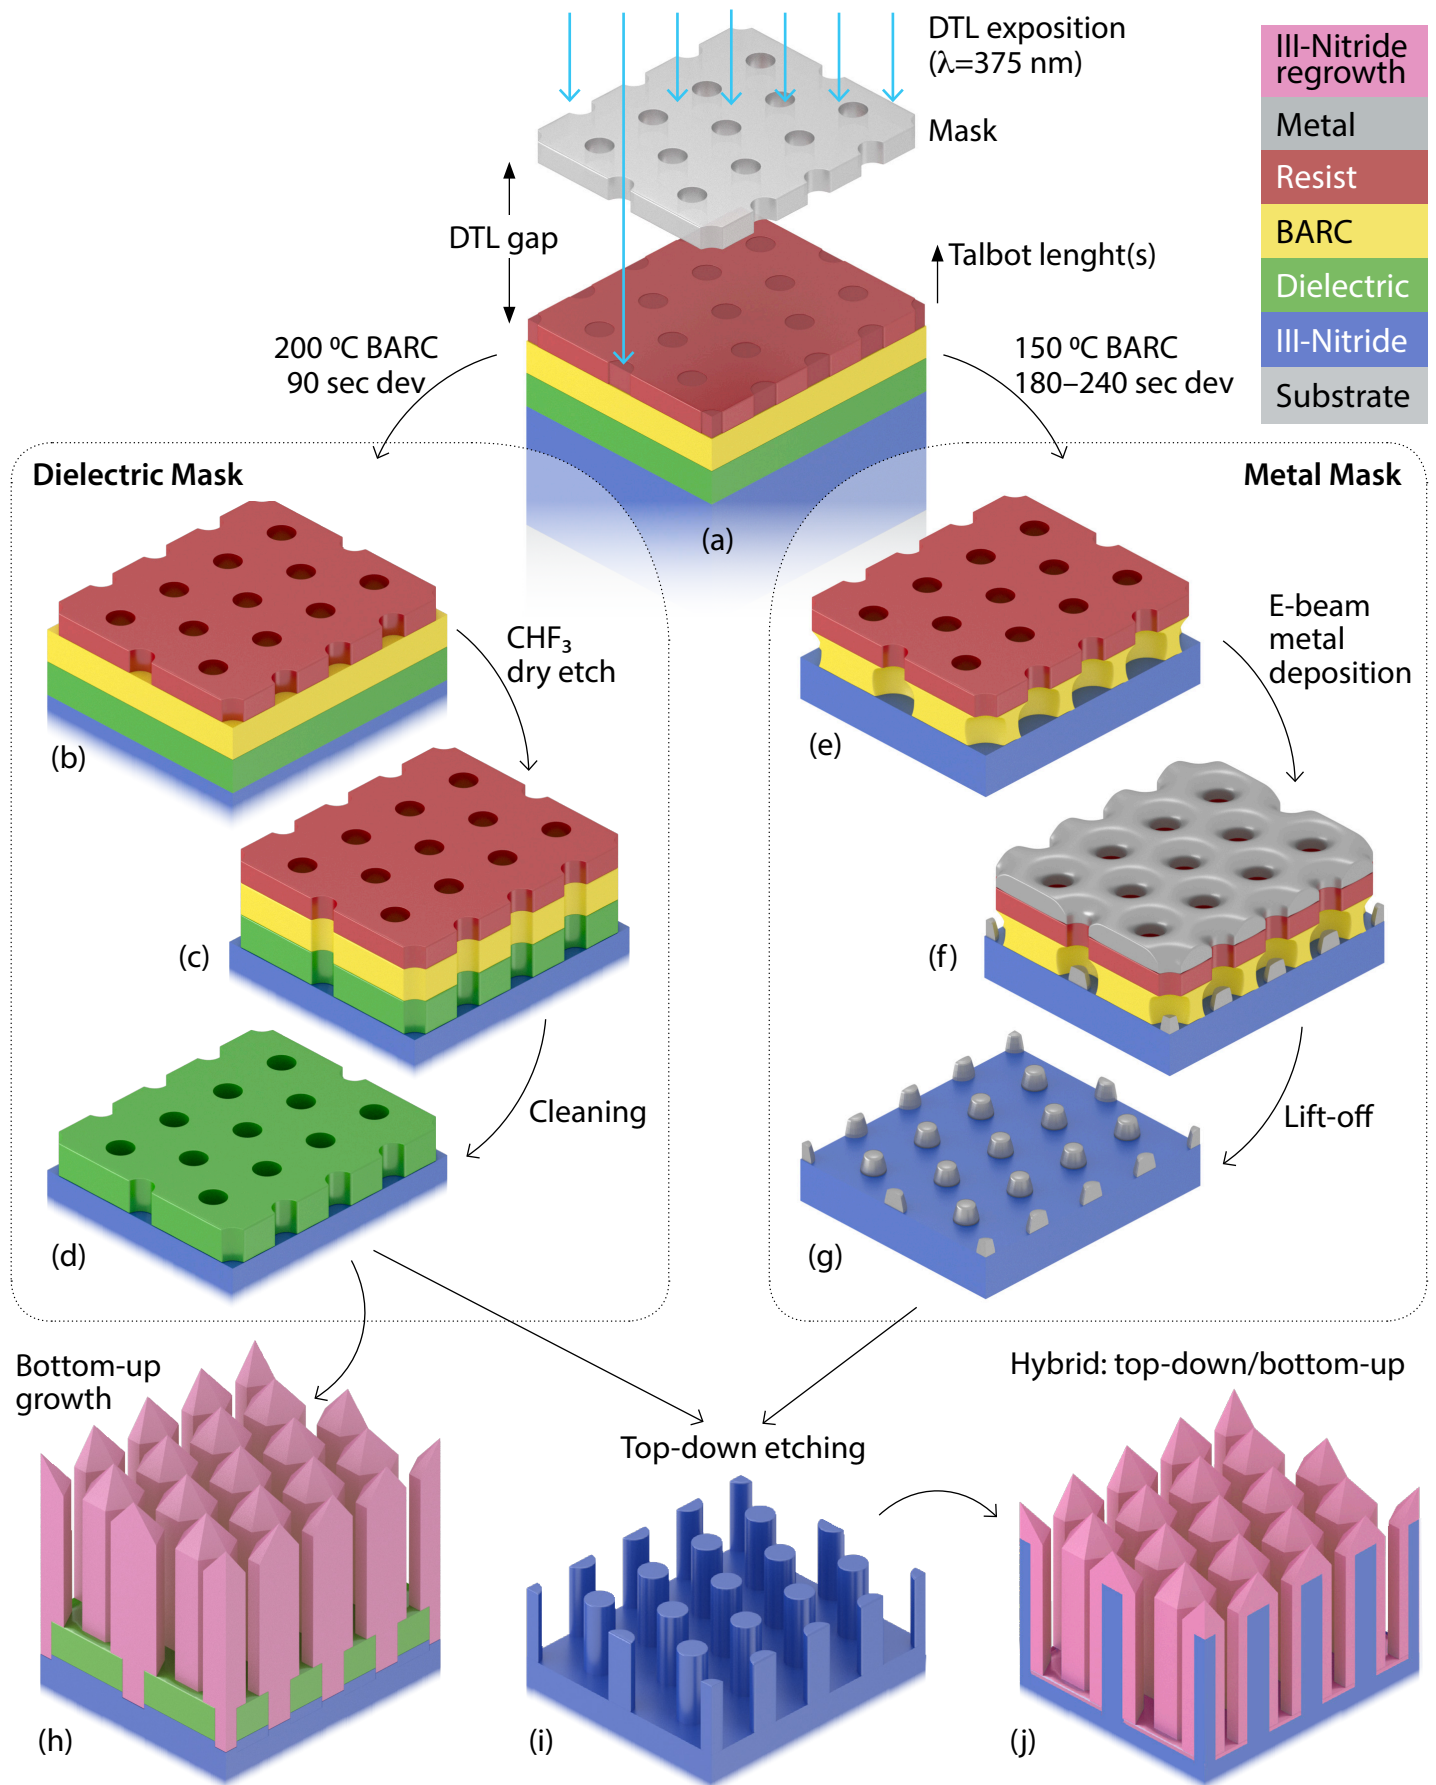 DTL exposition
(λ=375 nm)
Mask
III-Nitride
regrowth
Metal
Resist
BARC
Dielectric
III-Nitride
Substrate
DTL gap
Talbot lenght(s)
200 ⁰C BARC
90 sec dev
150 ⁰C BARC
180–240 sec dev
(a)
Dielectric Mask
Metal Mask
(b)
CHF₃
dry etch
(c)
Cleaning
(d)
(e)
E-beam
metal
deposition
(f)
Lift-off
(g)
Bottom-up
growth
(h)
Top-down etching
(i)
Hybrid: top-down/bottom-up
(j)